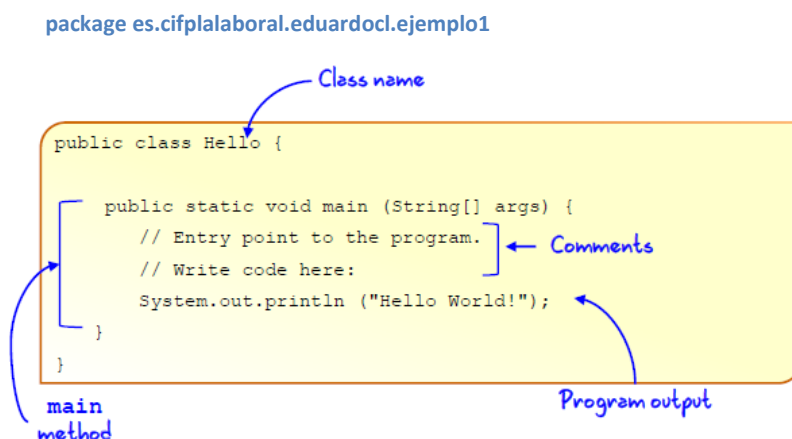 package es.cifplalaboral.eduardocl.ejemplo1
Class name
public class Hello {
public static void main (String[] args) {
// Entry point to the program.
// Write code here:
Comments
System.out.println ("Hello World!");
}
}
main
method
Program output